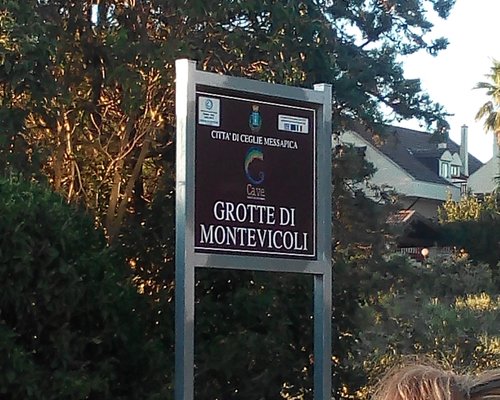 CITTA' DI CEGLIE MESSAPICA
Cave
GROTTE DI
MONTEVICOLI